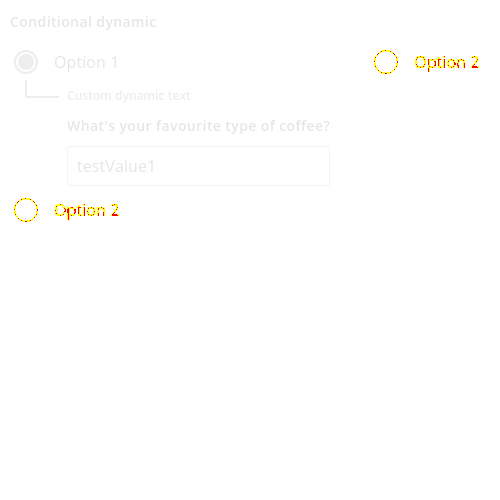 Conditional dynamic
Option 1
Option 2
Custom dynamic text
What's your favourite type of coffee?
testValue1
Option 2